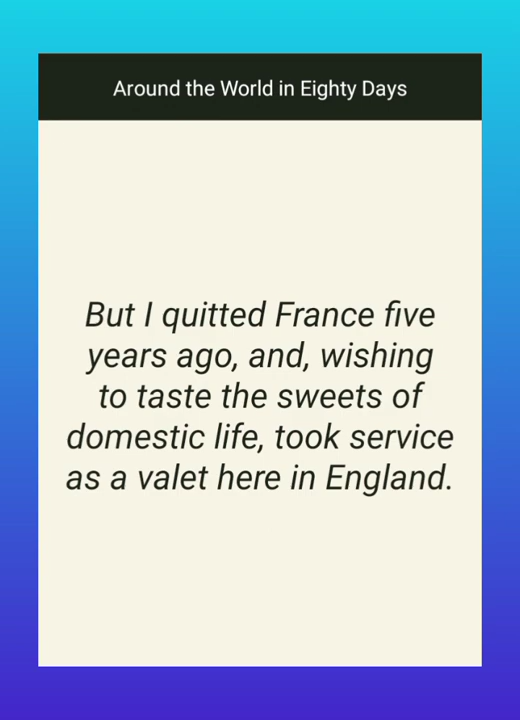 Around the World in Eighty Days
But I quitted France five
years ago, and, wishing
to taste the sweets of
domestic life, took service
as a valet here in England.